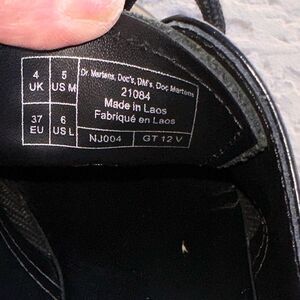 4 UK
5 US M
37 EU
6 US L
Dr. Martens, Doc's, DM's, Doc Martens
21084
Made in Laos
Fabriqué en Laos
NJ004
GT 12 V